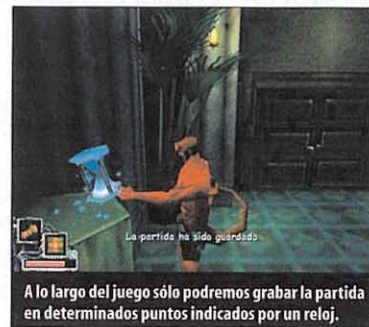 La partida ha sido guardada
A lo largo del juego sólo podremos grabar la partida
en determinados puntos indicados por un reloj.